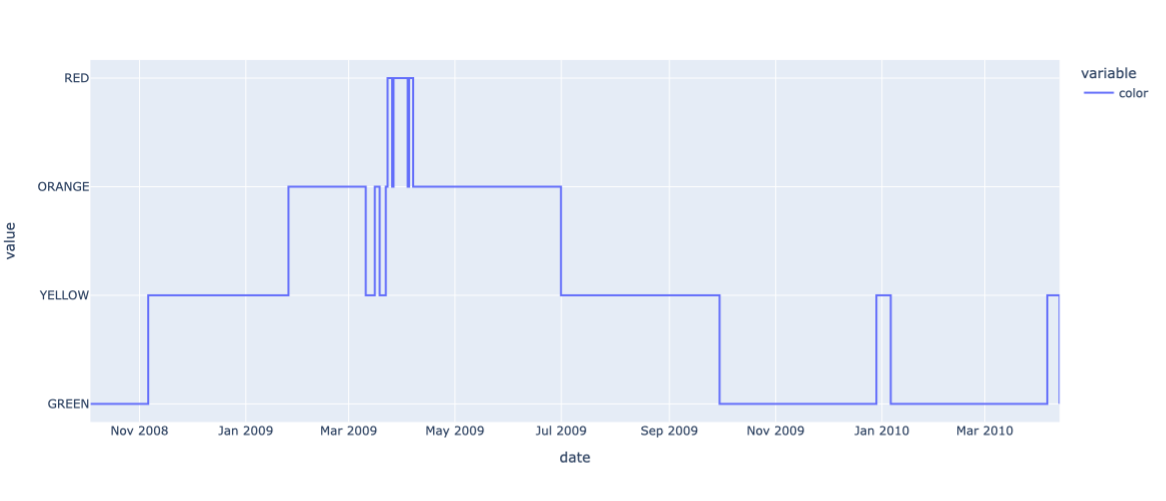 variable
color
value
RED
ORANGE
YELLOW
GREEN
Nov 2008 Jan 2009 Mar 2009 May 2009 Jul 2009 Sep 2009 Nov 2009 Jan 2010 Mar 2010
date